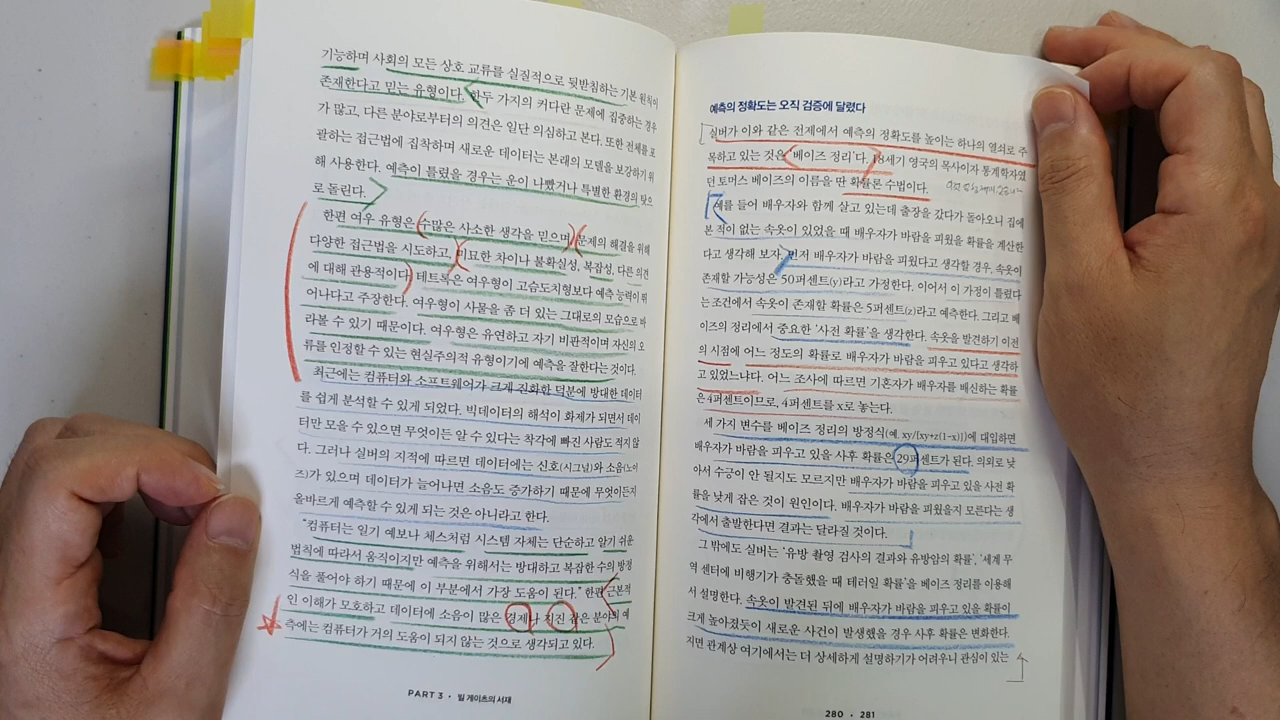 기능하며 사회의 모든 상호 교류를 실질적으로 뒷받침하는 기본 원칙이
존재한다고 믿는 유형이다. 한두 가지의 커다란 문제에 집중하는 경우
가 많고, 다른 분야로부터의 의견은 일단 의심하고 본다. 또한 전체를 포
괄하는 접근법에 집착하며 새로운 데이터는 본래의 모델을 보강하기 위
해 사용한다. 예측이 틀렸을 경우는 운이 나빴거나 특별한 환경의 탓으
로 돌린다.
한편 여우 유형은 수많은 사소한 생각을 믿으며 문제의 해결을 위해
다양한 접근법을 시도하고, 미묘한 차이나 불확실성, 복잡성, 다른 의견
에 대해 관용적이다. 테트록은 여우형이 고슴도치형보다 예측 능력이 뛰
어나다고 주장한다. 여우형이 사물을 좀 더 있는 그대로의 모습으로 바
라볼 수 있기 때문이다. 여우형은 유연하고 자기 비판적이며 자신의 오
류를 인정할 수 있는 현실주의적 유형이기에 예측을 잘한다는 것이다.
최근에는 컴퓨터와 소프트웨어가 크게 진화한 덕분에 방대한 데이터
를 쉽게 분석할 수 있게 되었다. 빅데이터의 해석이 화제가 되면서 데이
터만 모을 수 있으면 무엇이든 알 수 있다는 착각에 빠진 사람도 적지않
다. 그러나 실버의 지적에 따르면 데이터에는 신호(시그널)와 소음(노이
즈)가 있으며 데이터가 늘어나면 소음도 증가하기 때문에 무엇이든지
올바르게 예측할 수 있게 되는 것은 아니라고 한다.
"컴퓨터는 일기 예보나 체스처럼 시스템 자체는 단순하고 알기 쉬운
법칙에 따라서 움직이지만 예측을 위해서는 방대하고 복잡한 수의 방정
식을 풀어야 하기 때문에 이 부분에서 가장 도움이 된다." 한편 근본적
인 이해가 모호하고 데이터에 소음이 많은 경제나 지진 같은 분야의 예
측에는 컴퓨터가 거의 도움이 되지 않는 것으로 생각되고 있다.
PART 3 · 빌 게이츠의 서재
예측의 정확도는 오직 검증에 달렸다
실버가 이와 같은 전제에서 예측의 정확도를 높이는 하나의 열쇠로 주
목하고 있는 것은 '베이즈 정리'다. 18세기 영국의 목사이자 통계학자였
던 토머스 베이즈의 이름을 딴 확률론 수법이다.
예를 들어 배우자와 함께 살고 있는데 출장을 갔다가 돌아오니 집에
본 적이 없는 속옷이 있었을 때 배우자가 바람을 피웠을 확률을 계산한
다고 생각해 보자. 먼저 배우자가 바람을 피웠다고 생각할 경우, 속옷이
존재할 가능성은 50퍼센트(y)라고 가정한다. 이어서 이 가정이 틀렸다
는 조건에서 속옷이 존재할 확률은 5퍼센트(z)라고 예측한다. 그리고 베
이즈의 정리에서 중요한 '사전 확률'을 생각한다. 속옷을 발견하기 이전
의 시점에 어느 정도의 확률로 배우자가 바람을 피우고 있다고 생각하
고 있었느냐다. 어느 조사에 따르면 기혼자가 배우자를 배신하는 확률
은 4퍼센트이므로, 4퍼센트를 x로 놓는다.
세 가지 변수를 베이즈 정리의 방정식(예. xy/[xy+z(1-x)])에 대입하면
배우자가 바람을 피우고 있을 사후 확률은 29퍼센트가 된다. 의외로 낮
아서 수긍이 안 될지도 모르지만 배우자가 바람을 피우고 있을 사전 확
률을 낮게 잡은 것이 원인이다. 배우자가 바람을 피웠을지 모른다는 생
각에서 출발한다면 결과는 달라질 것이다.
그 밖에도 실버는 '유방 촬영 검사의 결과와 유방암의 확률', '세계 무
역 센터에 비행기가 충돌했을 때 테러일 확률'을 베이즈 정리를 이용해
서 설명한다. 속옷이 발견된 뒤에 배우자가 바람을 피우고 있을 확률이
크게 높아졌듯이 새로운 사건이 발생했을 경우 사후 확률은 변화한다.
지면 관계상 여기에서는 더 상세하게 설명하기가 어려우니 관심이 있는
280 · 281